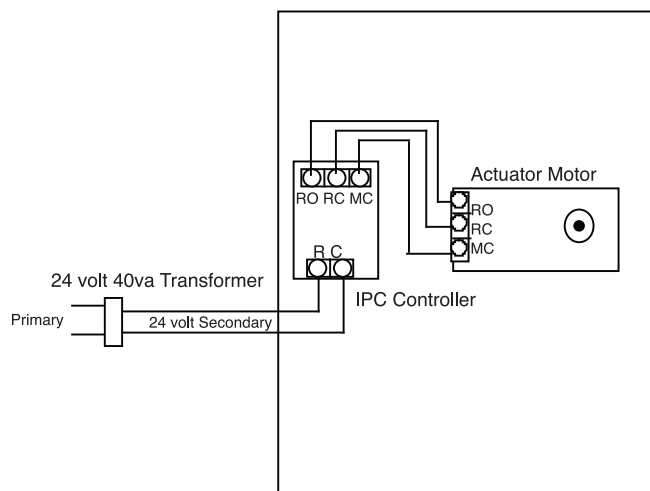 Actuator Motor
RO RC MC
RO
RC
MC
R C
24 volt 40va Transformer
IPC Controller
Primary
24 volt Secondary